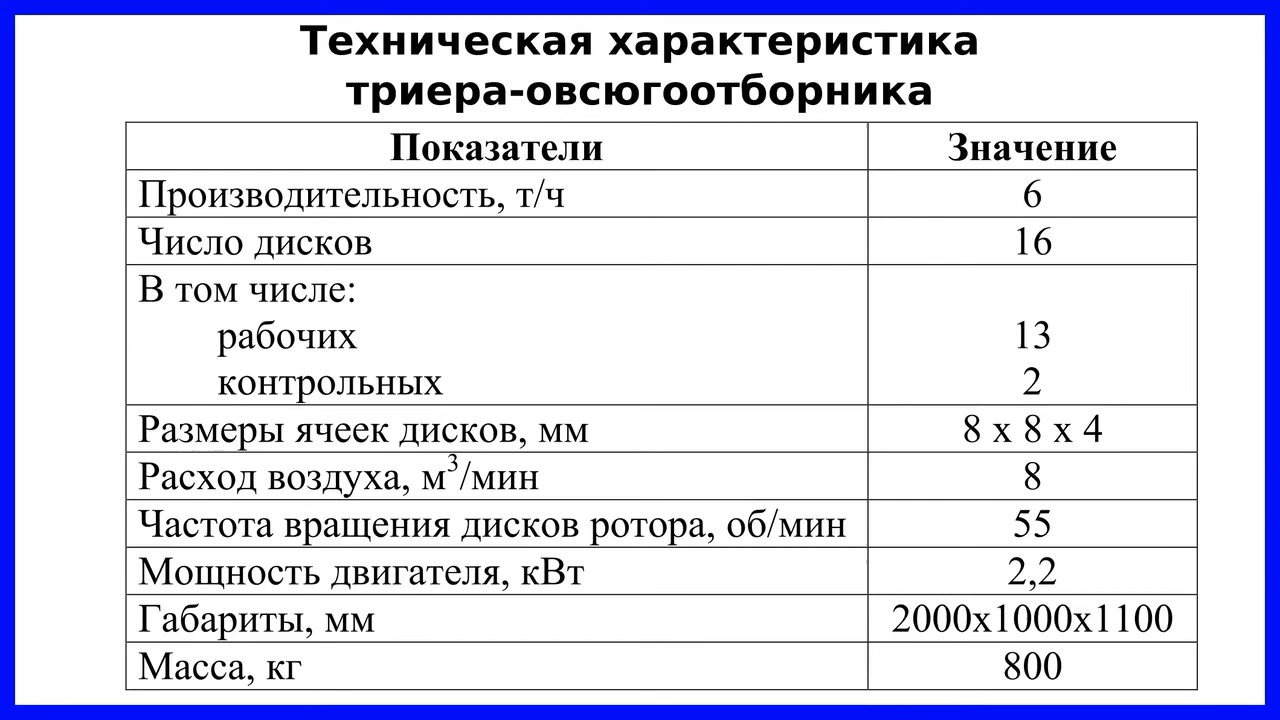 Техническая характеристика
триера-овсюгоотборника
Показатели Значение
Производительность, т/ч 6
Число дисков 16
В том числе:
рабочих 13
контрольных 2
Размеры ячеек дисков, мм 8 х 8 х 4
Расход воздуха, м³/мин 8
Частота вращения дисков ротора, об/мин 55
Мощность двигателя, кВт 2,2
Габариты, мм 2000х1000х1100
Масса, кг 800